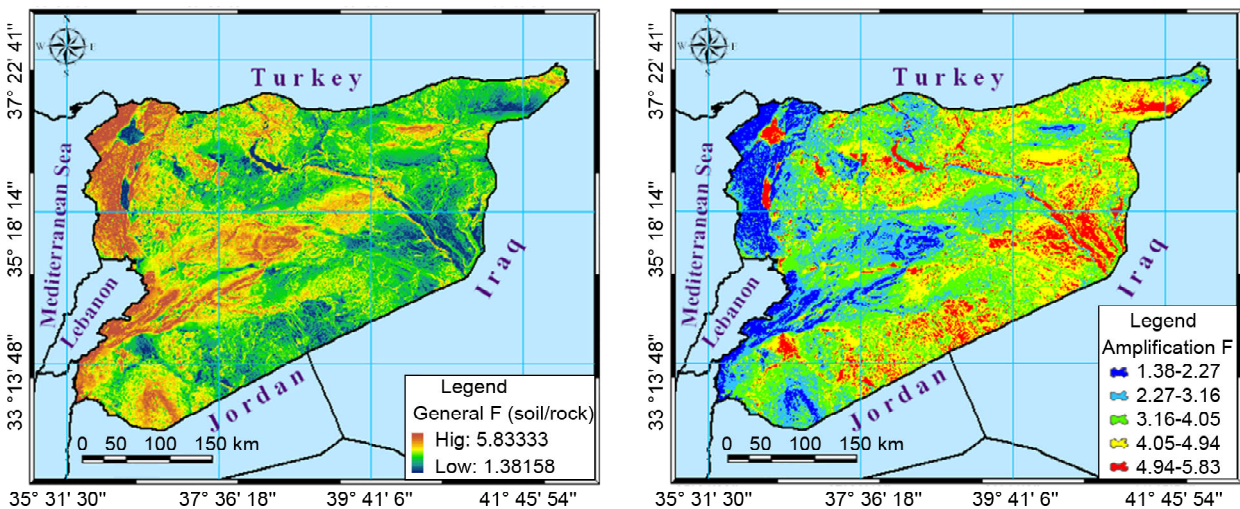 37° 22' 41"
35° 18' 14"
33 °13' 48"
N
W
E
S
Turkey
Mediterranean Sea
Lebanon
Iraq
Jordan
Legend
General F (soil/rock)
Hig: 5.83333
Low: 1.38158
0 50 100 150 km
35° 31' 30"
37° 36' 18"
39° 41' 6"
41° 45' 54"
37° 22' 41"
35° 18' 14"
33 °13' 48"
N
W
E
S
Turkey
Mediterranean Sea
Lebanon
Iraq
Jordan
Legend
Amplification F
1.38-2.27
2.27-3.16
3.16-4.05
4.05-4.94
4.94-5.83
0 50 100 150 km
35° 31' 30"
37° 36' 18"
39° 41' 6"
41° 45' 54"